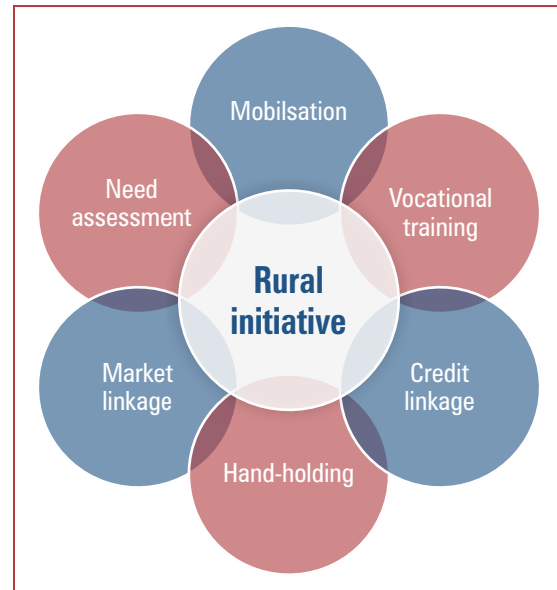 Mobilsation
Need
assessment
Vocational
training
Rural
initiative
Market
linkage
Credit
linkage
Hand-holding